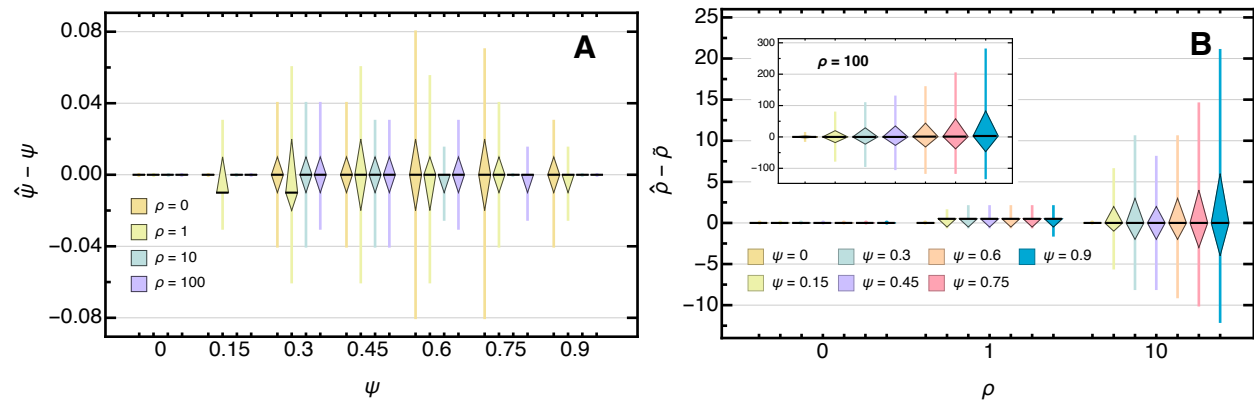 A
0.08
0.04
0.00
−0.04
−0.08
ψ̂ - ψ
ρ = 0
ρ = 1
ρ = 10
ρ = 100
0 0.15 0.3 0.45 0.6 0.75 0.9
ψ
B
25
20
15
10
5
0
−5
−10
ρ̂ − ρ̃
300
200
100
0
−100
ρ = 100
ψ = 0 ψ = 0.3 ψ = 0.6 ψ = 0.9
ψ = 0.15 ψ = 0.45 ψ = 0.75
0 1 10
ρ